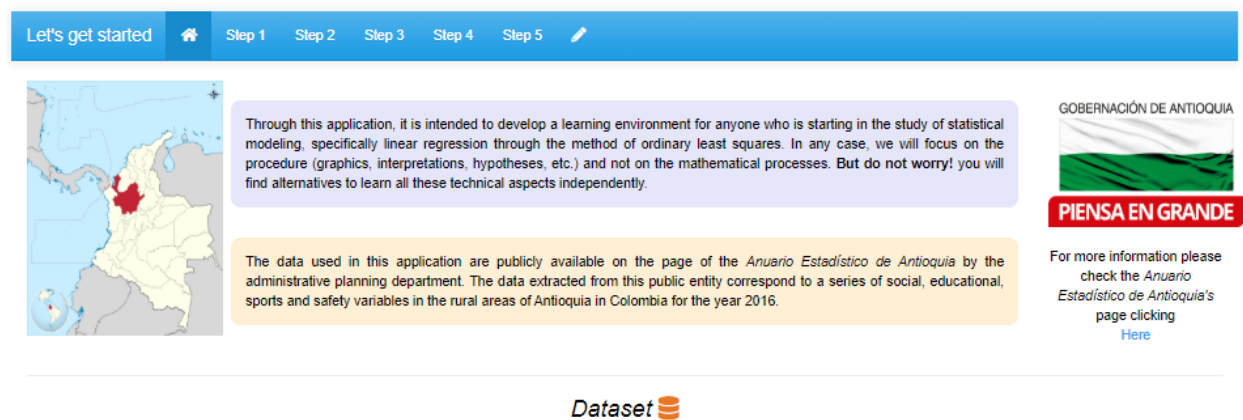 Let's get started Step 1 Step 2 Step 3 Step 4 Step 5
Through this application, it is intended to develop a learning environment for anyone who is starting in the study of statistical
modeling, specifically linear regression through the method of ordinary least squares. In any case, we will focus on the
procedure (graphics, interpretations, hypotheses, etc.) and not on the mathematical processes. But do not worry! you will
find alternatives to learn all these technical aspects independently.
The data used in this application are publicly available on the page of the Anuario Estadístico de Antioquia by the
administrative planning department. The data extracted from this public entity correspond to a series of social, educational,
sports and safety variables in the rural areas of Antioquia in Colombia for the year 2016.
GOBERNACIÓN DE ANTIOQUIA
PIENSA EN GRANDE
For more information please
check the Anuario
Estadístico de Antioquia's
page clicking
Here
Dataset